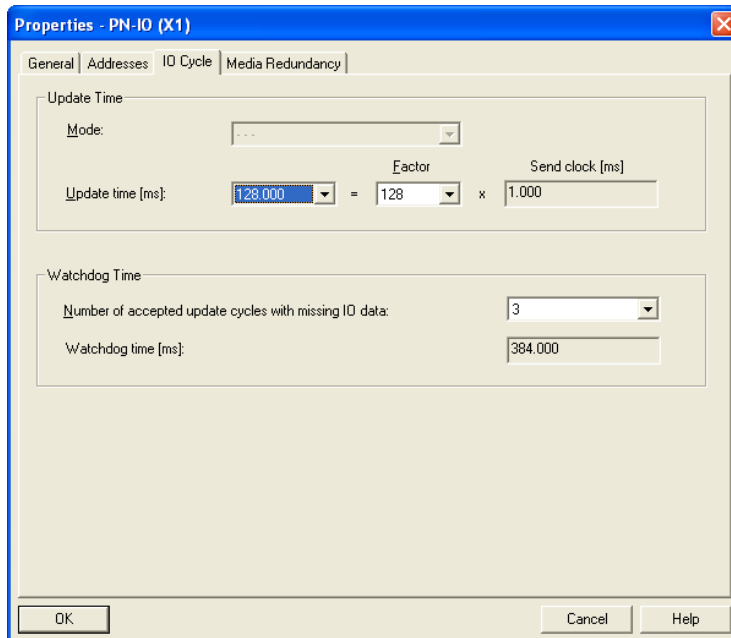 Properties - PN-IO (X1)
General Addresses IO Cycle Media Redundancy
Update Time
Mode: - - -
Factor Send clock [ms]
Update time [ms]: 128.000 = 128 x 1.000
Watchdog Time
Number of accepted update cycles with missing IO data: 3
Watchdog time [ms]: 384.000
OK Cancel Help